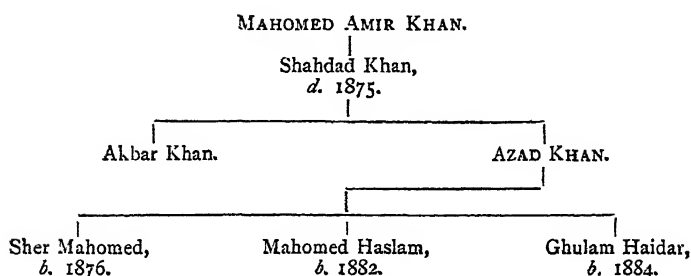 MAHOMED AMIR KHAN.
Shahdad Khan,
d. 1875.
Akbar Khan. AZAD KHAN.
Sher Mahomed, Mahomed Haslam, Ghulam Haidar,
b. 1876. b. 1882. b. 1884.